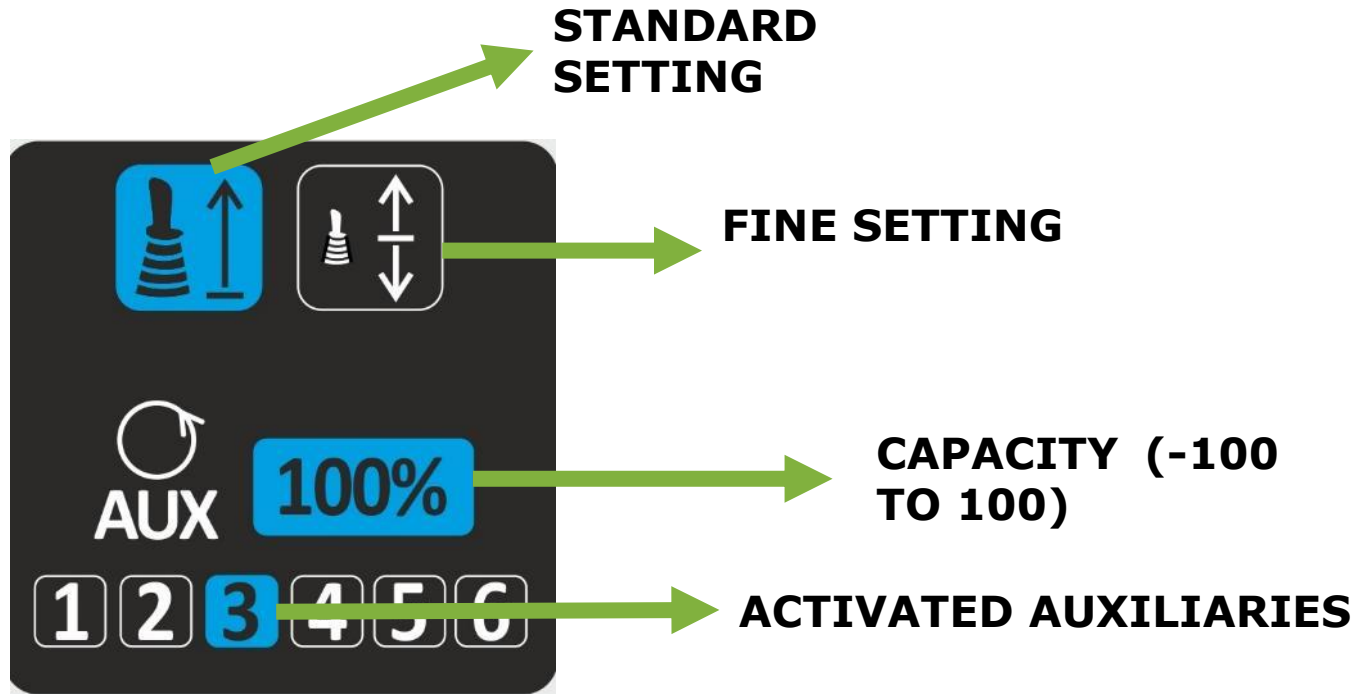 STANDARD
SETTING
FINE SETTING
CAPACITY (-100
TO 100)
AUX
100%
1 2 3 4 5 6
ACTIVATED AUXILIARIES